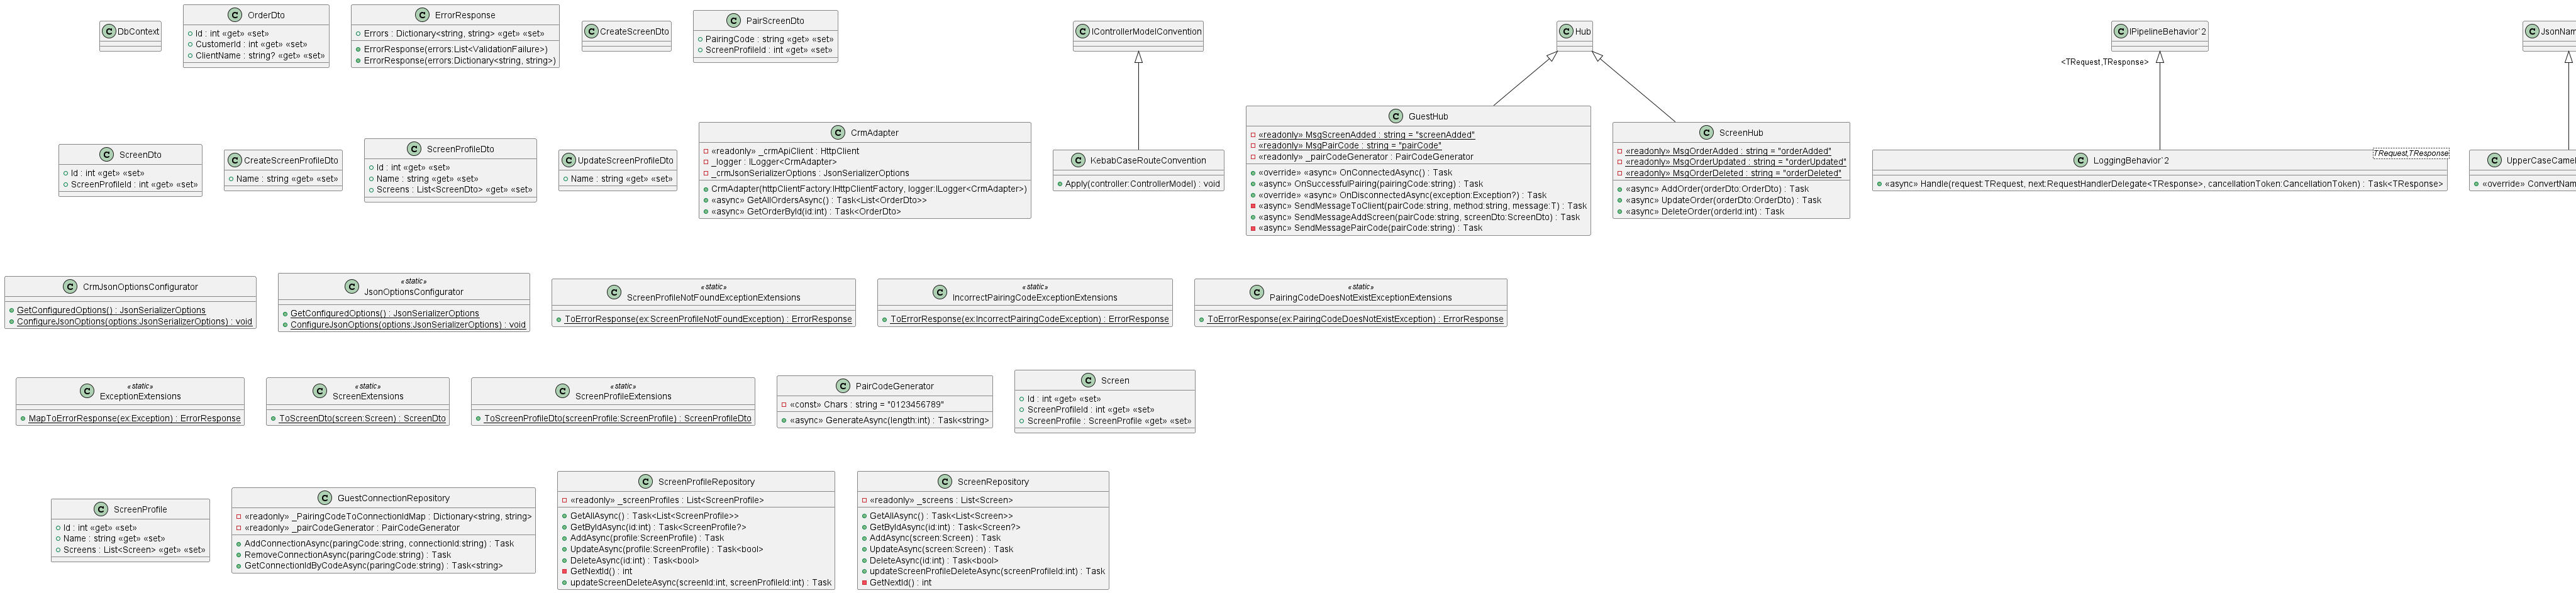 DbContext
OrderDto
Id : int «get» «set»
CustomerId : int «get» «set»
ClientName : string? «get» «set»
ErrorResponse
Errors : Dictionary<string, string> «get» «set»
ErrorResponse(errors:List<ValidationFailure>)
ErrorResponse(errors:Dictionary<string, string>)
CreateScreenDto
PairScreenDto
PairingCode : string «get» «set»
ScreenProfileId : int «get» «set»
IControllerModelConvention
Hub
IPipelineBehavior`2
<TRequest,TResponse>
JsonNam
ScreenDto
Id : int «get» «set»
ScreenProfileId : int «get» «set»
CreateScreenProfileDto
Name : string «get» «set»
ScreenProfileDto
Id : int «get» «set»
Name : string «get» «set»
Screens : List<ScreenDto> «get» «set»
UpdateScreenProfileDto
Name : string «get» «set»
CrmAdapter
«readonly» _crmApiClient : HttpClient
_logger : ILogger<CrmAdapter>
_crmJsonSerializerOptions : JsonSerializerOptions
CrmAdapter(httpClientFactory:IHttpClientFactory, logger:ILogger<CrmAdapter>)
«async» GetAllOrdersAsync() : Task<List<OrderDto>>
«async» GetOrderById(id:int) : Task<OrderDto>
KebabCaseRouteConvention
Apply(controller:ControllerModel) : void
GuestHub
«readonly» MsgScreenAdded : string = "screenAdded"
«readonly» MsgPairCode : string = "pairCode"
«readonly» _pairCodeGenerator : PairCodeGenerator
«override» «async» OnConnectedAsync() : Task
«async» OnSuccessfulPairing(pairingCode:string) : Task
«override» «async» OnDisconnectedAsync(exception:Exception?) : Task
«async» SendMessageToClient(pairCode:string, method:string, message:T) : Task
«async» SendMessageAddScreen(pairCode:string, screenDto:ScreenDto) : Task
«async» SendMessagePairCode(pairCode:string) : Task
ScreenHub
«readonly» MsgOrderAdded : string = "orderAdded"
«readonly» MsgOrderUpdated : string = "orderUpdated"
«readonly» MsgOrderDeleted : string = "orderDeleted"
«async» AddOrder(orderDto:OrderDto) : Task
«async» UpdateOrder(orderDto:OrderDto) : Task
«async» DeleteOrder(orderId:int) : Task
LoggingBehavior`2
TRequest,TResponse
«async» Handle(request:TRequest, next:RequestHandlerDelegate<TResponse>, cancellationToken:CancellationToken) : Task<TResponse>
UpperCaseCamel
«override» ConvertNam
CrmJsonOptionsConfigurator
GetConfiguredOptions() : JsonSerializerOptions
ConfigureJsonOptions(options:JsonSerializerOptions) : void
«static»
JsonOptionsConfigurator
GetConfiguredOptions() : JsonSerializerOptions
ConfigureJsonOptions(options:JsonSerializerOptions) : void
«static»
ScreenProfileNotFoundExceptionExtensions
ToErrorResponse(ex:ScreenProfileNotFoundException) : ErrorResponse
«static»
IncorrectPairingCodeExceptionExtensions
ToErrorResponse(ex:IncorrectPairingCodeException) : ErrorResponse
«static»
PairingCodeDoesNotExistExceptionExtensions
ToErrorResponse(ex:PairingCodeDoesNotExistException) : ErrorResponse
«static»
ExceptionExtensions
MapToErrorResponse(ex:Exception) : ErrorResponse
«static»
ScreenExtensions
ToScreenDto(screen:Screen) : ScreenDto
«static»
ScreenProfileExtensions
ToScreenProfileDto(screenProfile:ScreenProfile) : ScreenProfileDto
PairCodeGenerator
«const» Chars : string = "0123456789"
«async» GenerateAsync(length:int) : Task<string>
Screen
Id : int «get» «set»
ScreenProfileId : int «get» «set»
ScreenProfile : ScreenProfile «get» «set»
ScreenProfile
Id : int «get» «set»
Name : string «get» «set»
Screens : List<Screen> «get» «set»
GuestConnectionRepository
«readonly» _PairingCodeToConnectionIdMap : Dictionary<string, string>
«readonly» _pairCodeGenerator : PairCodeGenerator
AddConnectionAsync(paringCode:string, connectionId:string) : Task
RemoveConnectionAsync(paringCode:string) : Task
GetConnectionIdByCodeAsync(paringCode:string) : Task<string>
ScreenProfileRepository
«readonly» _screenProfiles : List<ScreenProfile>
GetAllAsync() : Task<List<ScreenProfile>>
GetByIdAsync(id:int) : Task<ScreenProfile?>
AddAsync(profile:ScreenProfile) : Task
UpdateAsync(profile:ScreenProfile) : Task<bool>
DeleteAsync(id:int) : Task<bool>
GetNextId() : int
updateScreenDeleteAsync(screenId:int, screenProfileId:int) : Task
ScreenRepository
«readonly» _screens : List<Screen>
GetAllAsync() : Task<List<Screen>>
GetByIdAsync(id:int) : Task<Screen?>
AddAsync(screen:Screen) : Task
UpdateAsync(screen:Screen) : Task
DeleteAsync(id:int) : Task<bool>
updateScreenProfileDeleteAsync(screenProfileId:int) : Task
GetNextId() : int